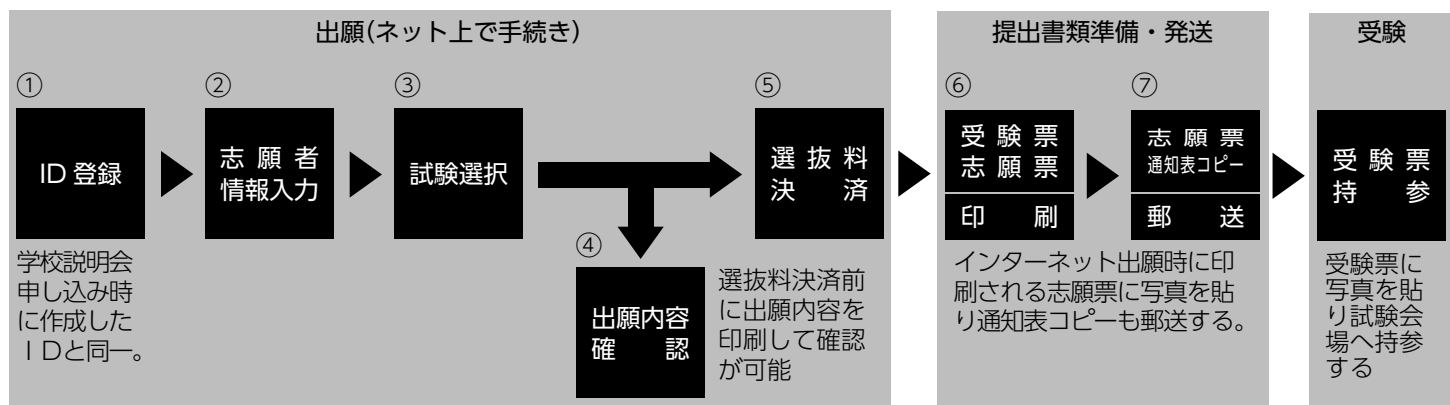 出願(ネット上で手続き)
①
ID 登録
学校説明会
申し込み時
に作成した
ＩＤと同一。
②
志願者
情報入力
③
試験選択
④
出願内容
確認
⑤
選抜料
決済
選抜料決済前
に出願内容を
印刷して確認
が可能
提出書類準備・発送
⑥
受験票
志願票
印刷
⑦
志願票
通知表コピー
郵送
インターネット出願時に印
刷される志願票に写真を貼
り通知表コピーも郵送する。
受験
受験票
持参
受験票に
写真を貼
り試験会
場へ持参
する